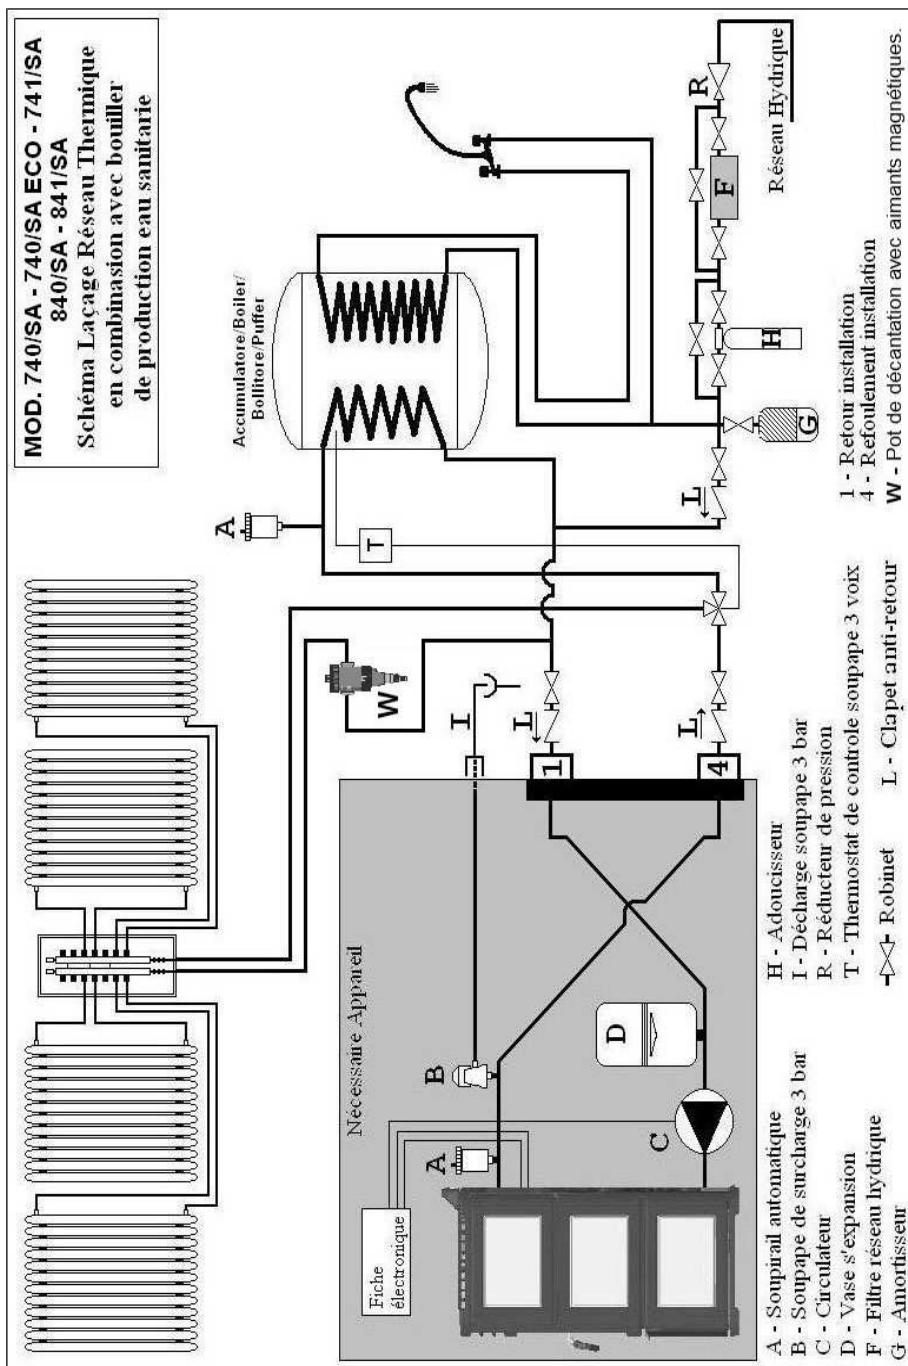 MOD. 740/SA - 740/SA ECO - 741/SA
840/SA - 841/SA
Schéma Laçage Réseau Thermique
en combinasion avec bouiller
de production eau sanitarie
Accumulatore/Boiler/
Bollitore/Puffer
A
T
W
I
L
L
L
1
4
R
F
H
G
Réseau Hydrique
Nécessaire Appareil
B
A
D
C
Fiche
électronique
A - Soupirail automatique
B - Soupape de surcharge 3 bar
C - Circulateur
D - Vase s'expansion
F - Filtre réseau hydrique
G - Amortisseur
H - Adoucisseur
I - Décharge soupape 3 bar
R - Réducteur de pression
T - Thermostat de controle soupape 3 voix
Robinet
L - Clapet anti-retour
1 - Retour installation
4 - Refoulement installation
W - Pot de décantation avec aimants magnétiques.